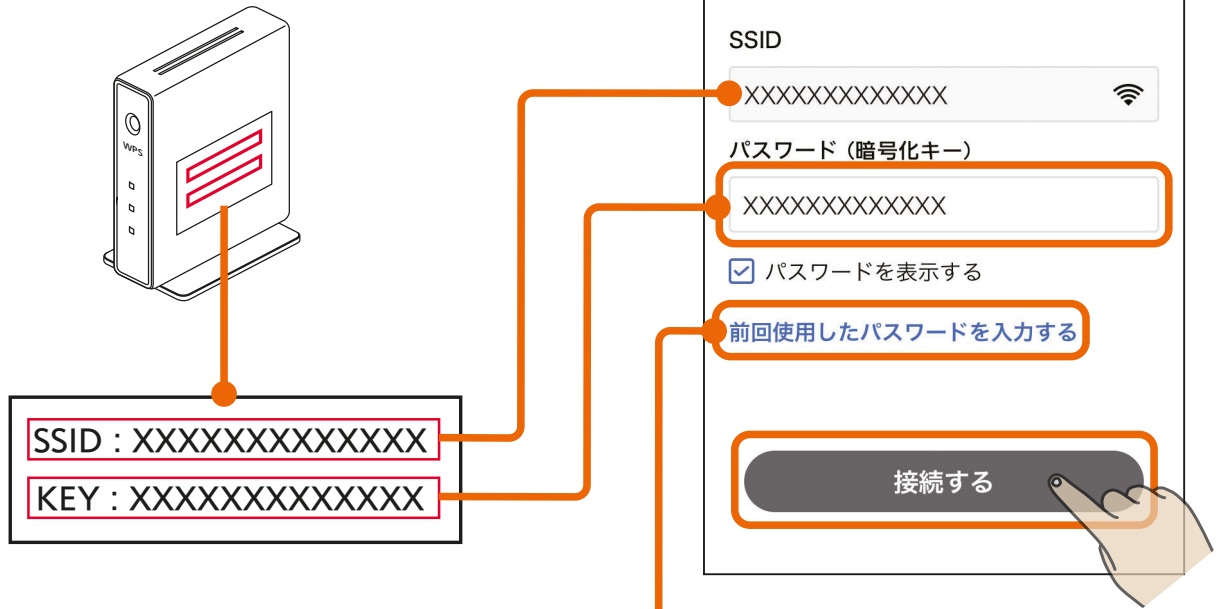 WPS
SSID : XXXXXXXXXXXXX
KEY : XXXXXXXXXXXXX
SSID
XXXXXXXXXXXXX
パスワード（暗号化キー）
XXXXXXXXXXXXX
パスワードを表示する
前回使用したパスワードを入力する
接続する